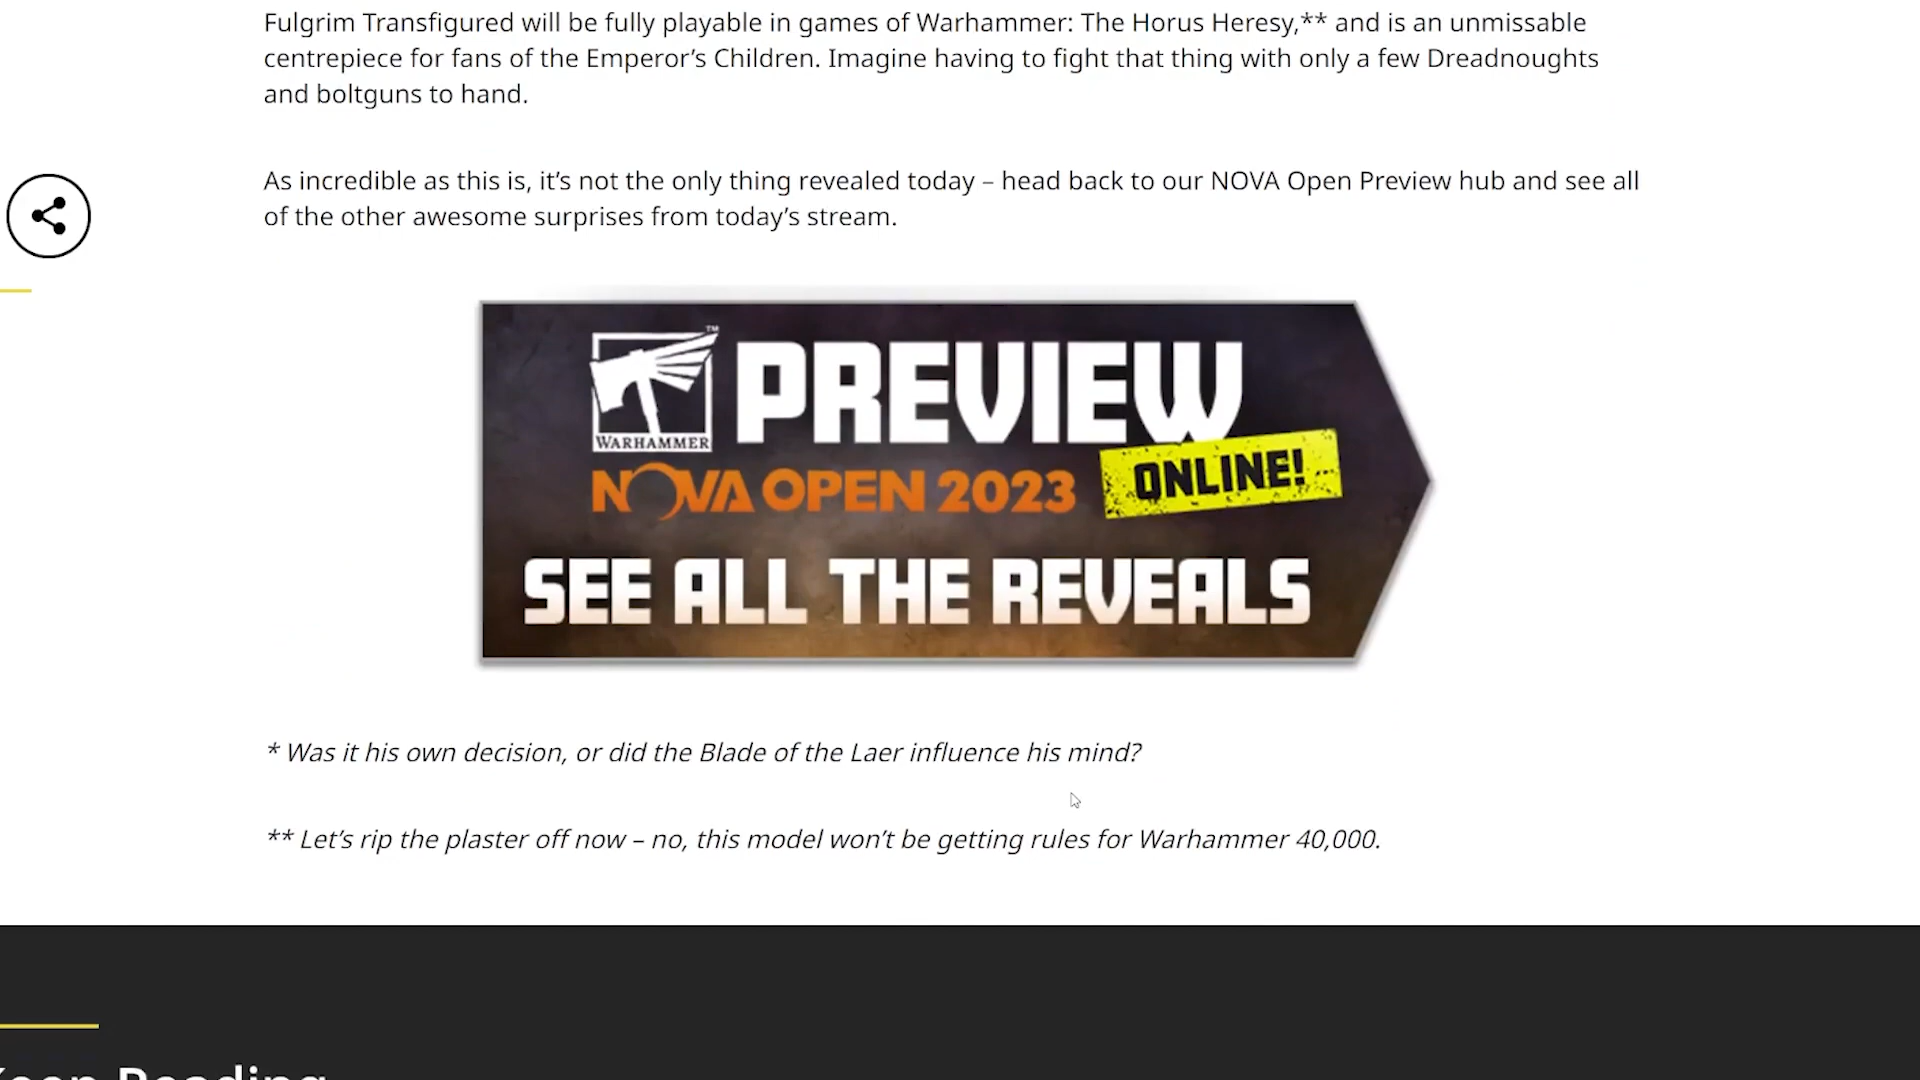 Fulgrim Transfigured will be fully playable in games of Warhammer: The Horus Heresy,** and is an unmissable
centrepiece for fans of the Emperor’s Children. Imagine having to fight that thing with only a few Dreadnoughts
and boltguns to hand.
As incredible as this is, it’s not the only thing revealed today – head back to our NOVA Open Preview hub and see all
of the other awesome surprises from today’s stream.
WARHAMMER™ PREVIEW
NOVA OPEN 2023 ONLINE!
SEE ALL THE REVEALS
* Was it his own decision, or did the Blade of the Laer influence his mind?
** Let’s rip the plaster off now – no, this model won’t be getting rules for Warhammer 40,000.
Keep Reading